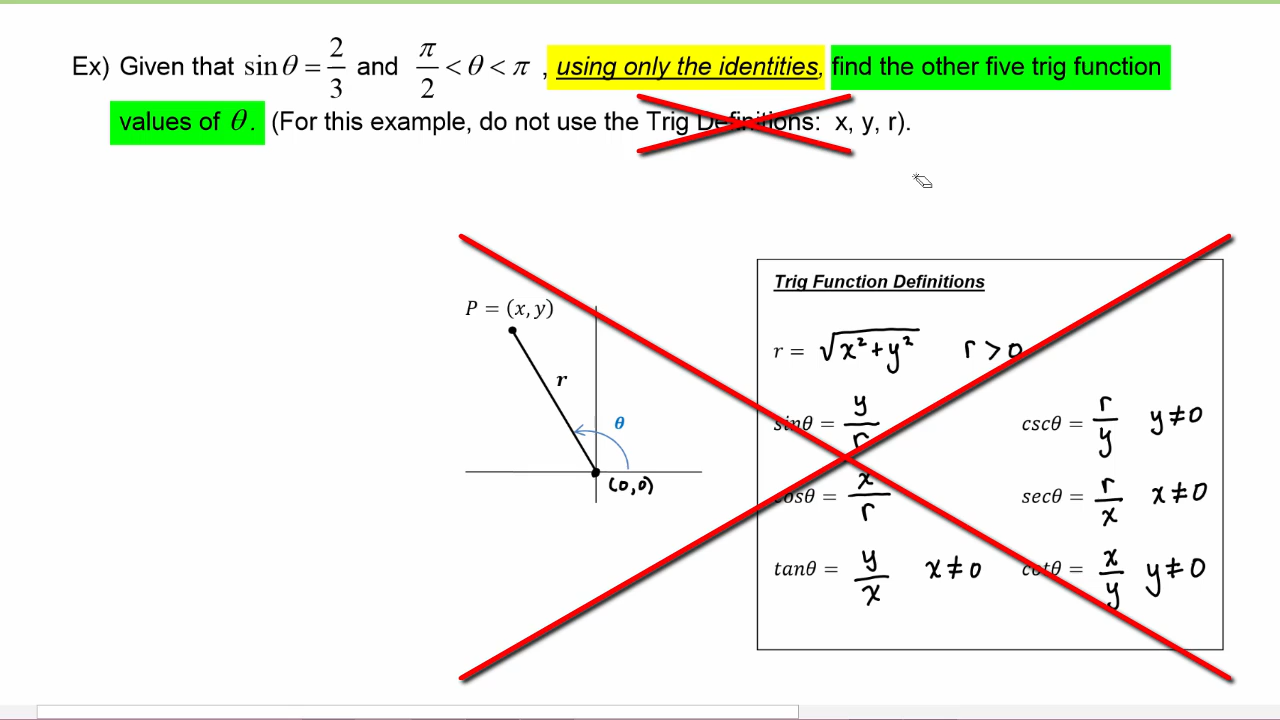 Ex) Given that sin θ = 2/3 and π/2 < θ < π , using only the identities, find the other five trig function
values of θ. (For this example, do not use the Trig Definitions: x, y, r).
P = (x, y)
r
θ
(0,0)
Trig Function Definitions
r = √(x² + y²) r > 0
sinθ = y/r cscθ = r/y y ≠ 0
cosθ = x/r secθ = r/x x ≠ 0
tanθ = y/x x ≠ 0 cotθ = x/y y ≠ 0